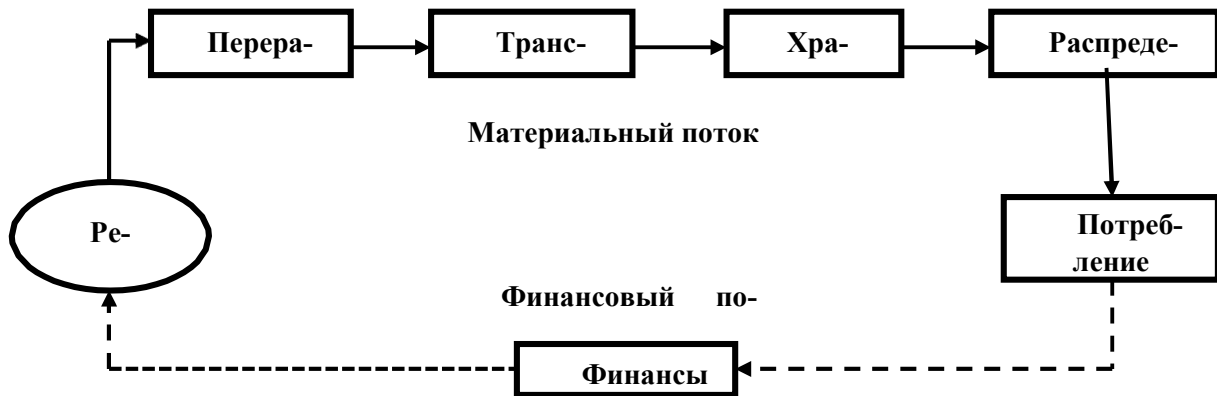 Перера-
Транс-
Хра-
Распреде-
Материальный поток
Ре-
Потреб-
ление
Финансовый по-
Финансы